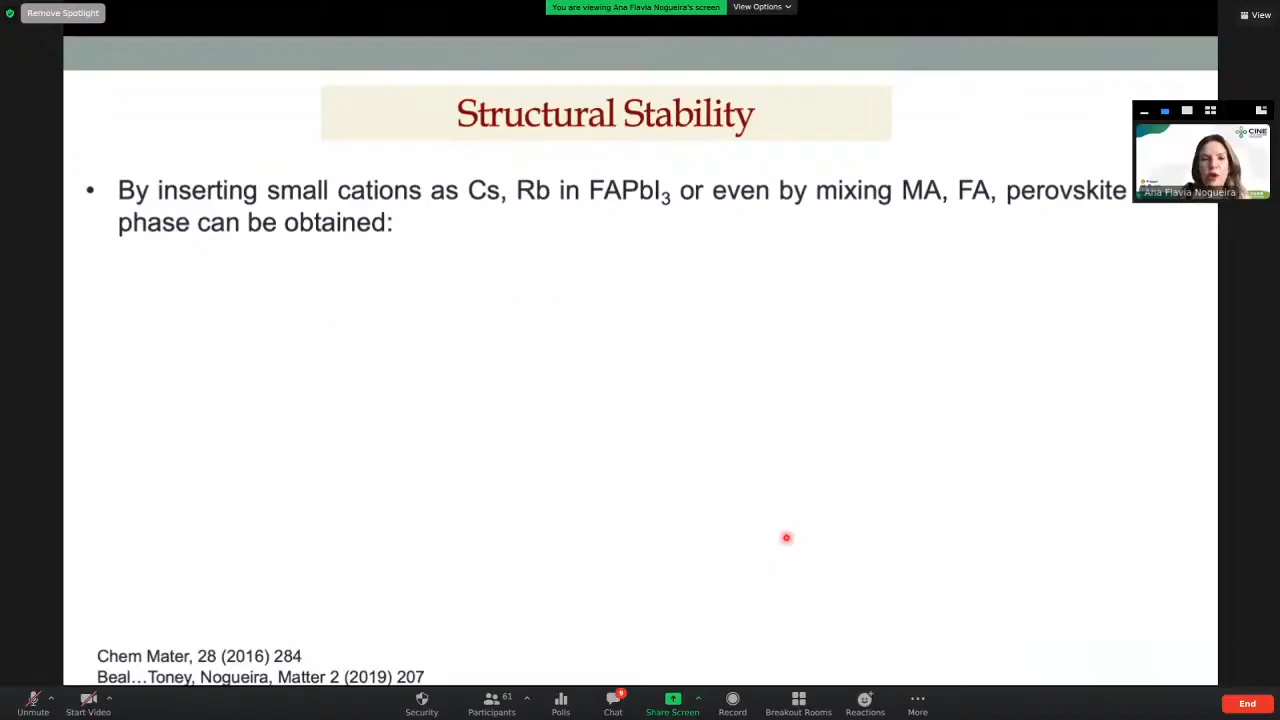 Remove Spotlight
You are viewing Ana Flavia Nogueira's screen
View Options
View
Structural Stability
CINE
Ana Flavia Nogueira
• By inserting small cations as Cs, Rb in FAPbI₃ or even by mixing MA, FA, perovskite
phase can be obtained:
Chem Mater, 28 (2016) 284
Beal…Toney, Nogueira, Matter 2 (2019) 207
Unmute
Start Video
Security
Participants
61
Polls
Chat
9
Share Screen
Record
Breakout Rooms
Reactions
More
End